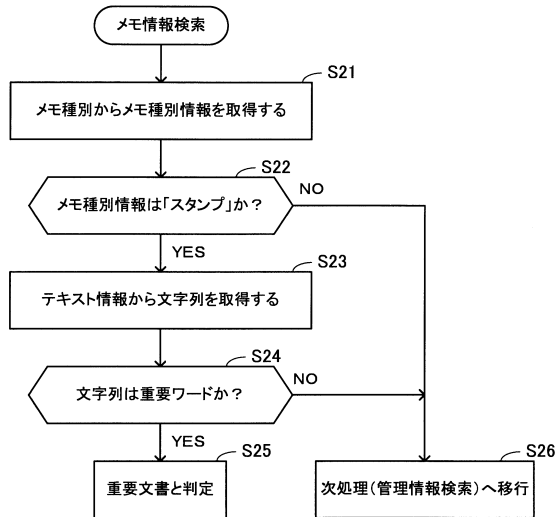 メモ情報検索
S21
メモ種別からメモ種別情報を取得する
S22
メモ種別情報は「スタンプ」か？
NO
YES
S23
テキスト情報から文字列を取得する
S24
文字列は重要ワードか？
NO
YES
S25
重要文書と判定
S26
次処理(管理情報検索)へ移行